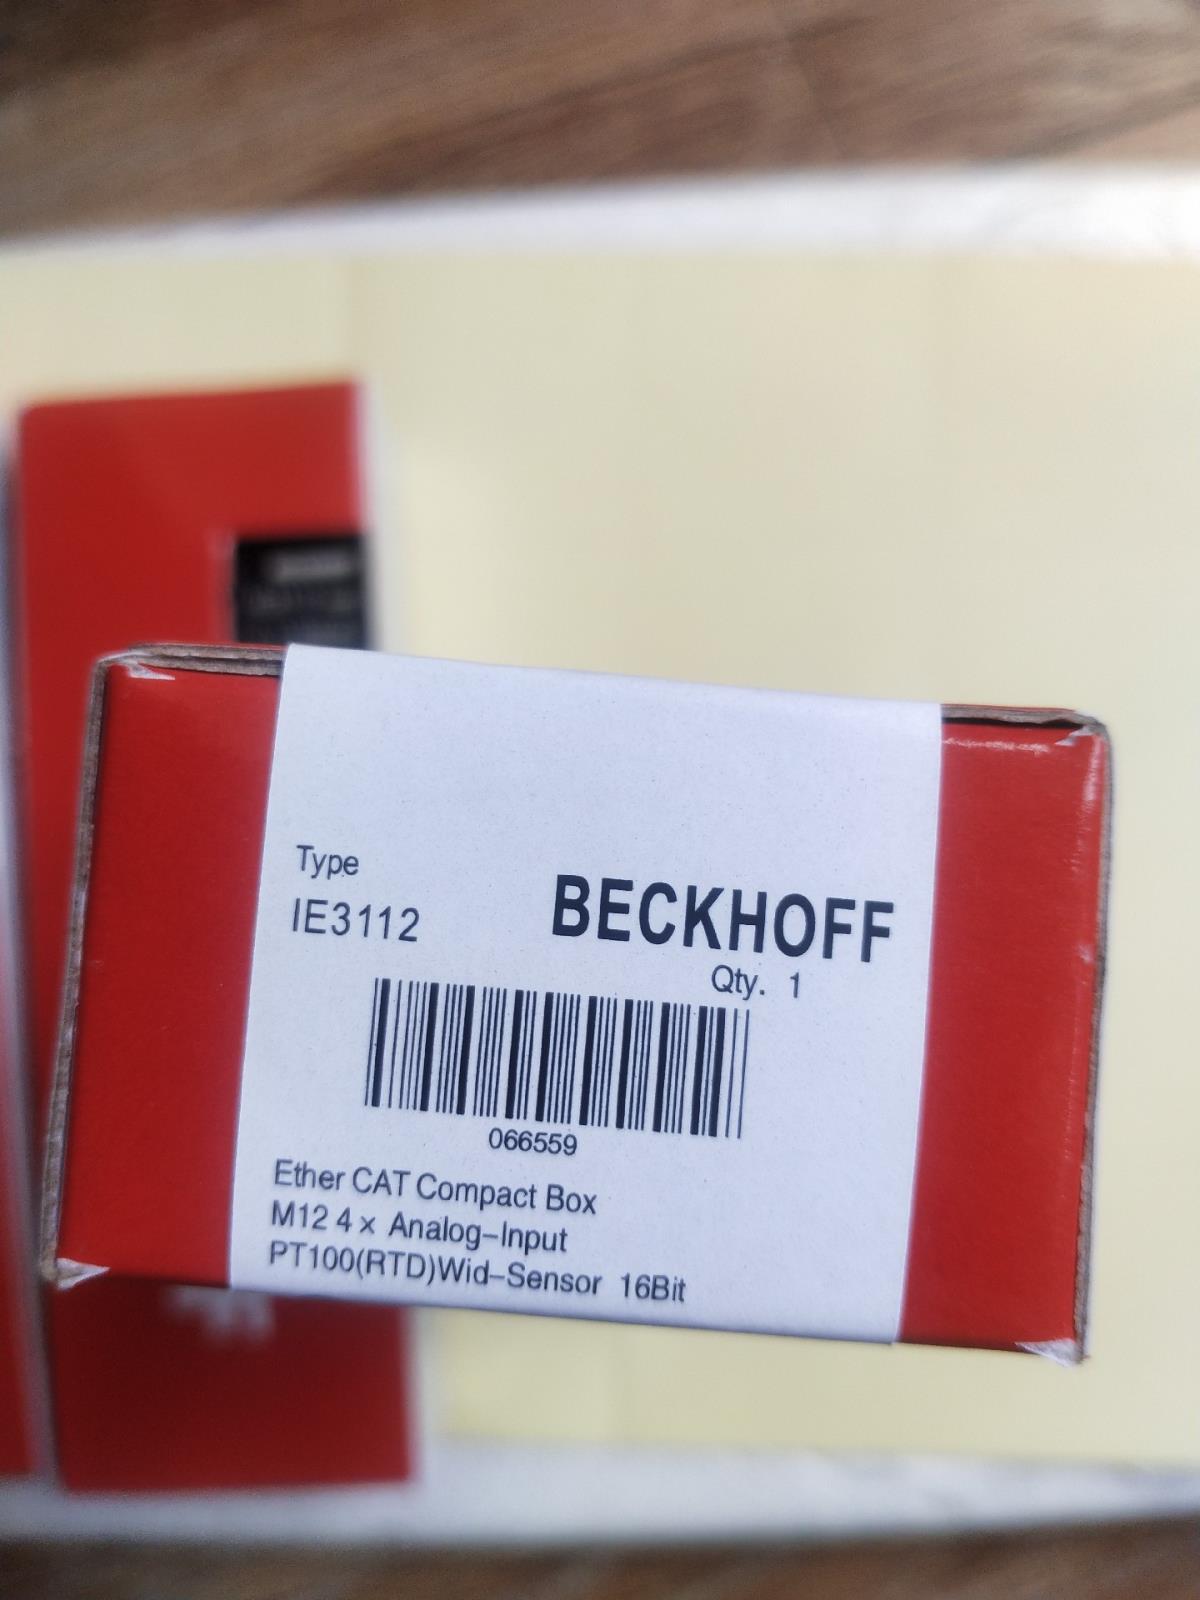 Type
IE3112
BECKHOFF
Qty. 1
066559
Ether CAT Compact Box
M12 4 x Analog-Input
PT100(RTD)Wid-Sensor 16Bit